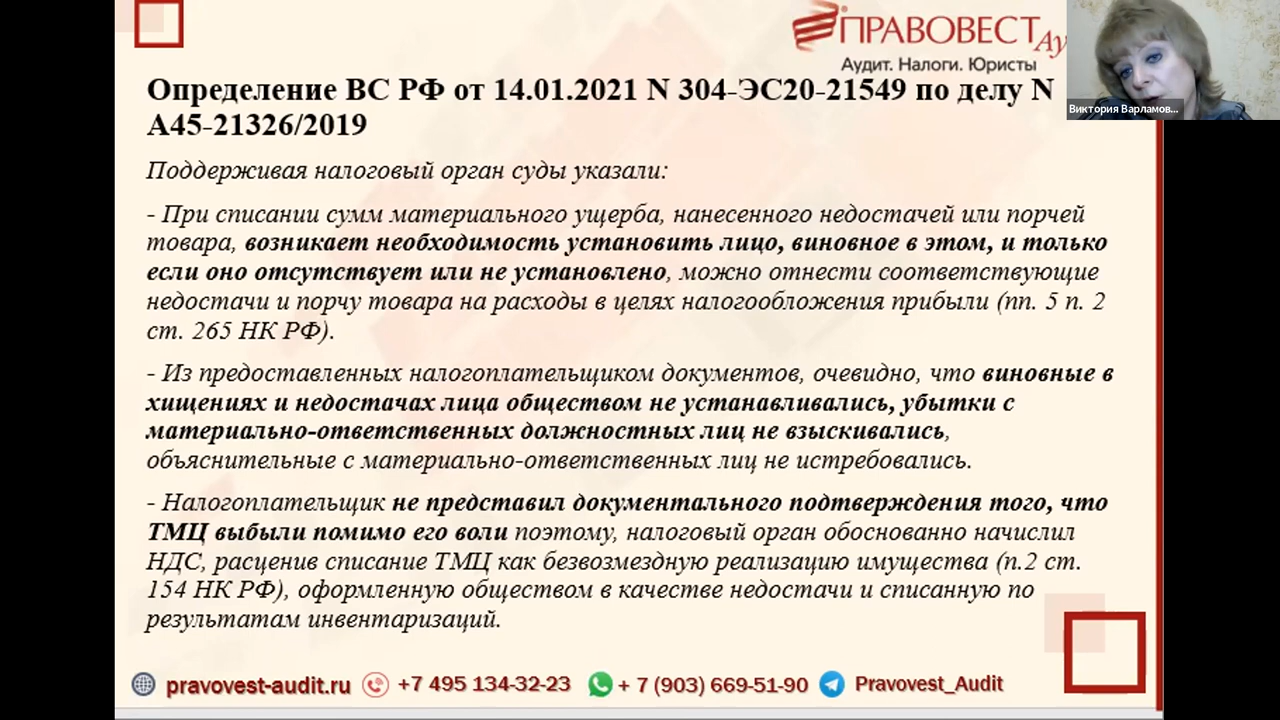 ПРАВОВЕСТ Ау
Аудит. Налоги. Юристы
Виктория Варламов...
Определение ВС РФ от 14.01.2021 N 304-ЭС20-21549 по делу N
А45-21326/2019
Поддерживая налоговый орган суды указали:
- При списании сумм материального ущерба, нанесенного недостачей или порчей
товара, возникает необходимость установить лицо, виновное в этом, и только
если оно отсутствует или не установлено, можно отнести соответствующие
недостачи и порчу товара на расходы в целях налогообложения прибыли (пп. 5 п. 2
ст. 265 НК РФ).
- Из предоставленных налогоплательщиком документов, очевидно, что виновные в
хищениях и недостачах лица обществом не устанавливались, убытки с
материально-ответственных должностных лиц не взыскивались,
объяснительные с материально-ответственных лиц не истребовались.
- Налогоплательщик не представил документального подтверждения того, что
ТМЦ выбыли помимо его воли поэтому, налоговый орган обоснованно начислил
НДС, расценив списание ТМЦ как безвозмездную реализацию имущества (п.2 ст.
154 НК РФ), оформленную обществом в качестве недостачи и списанную по
результатам инвентаризаций.
pravovest-audit.ru +7 495 134-32-23 + 7 (903) 669-51-90 Pravovest_Audit